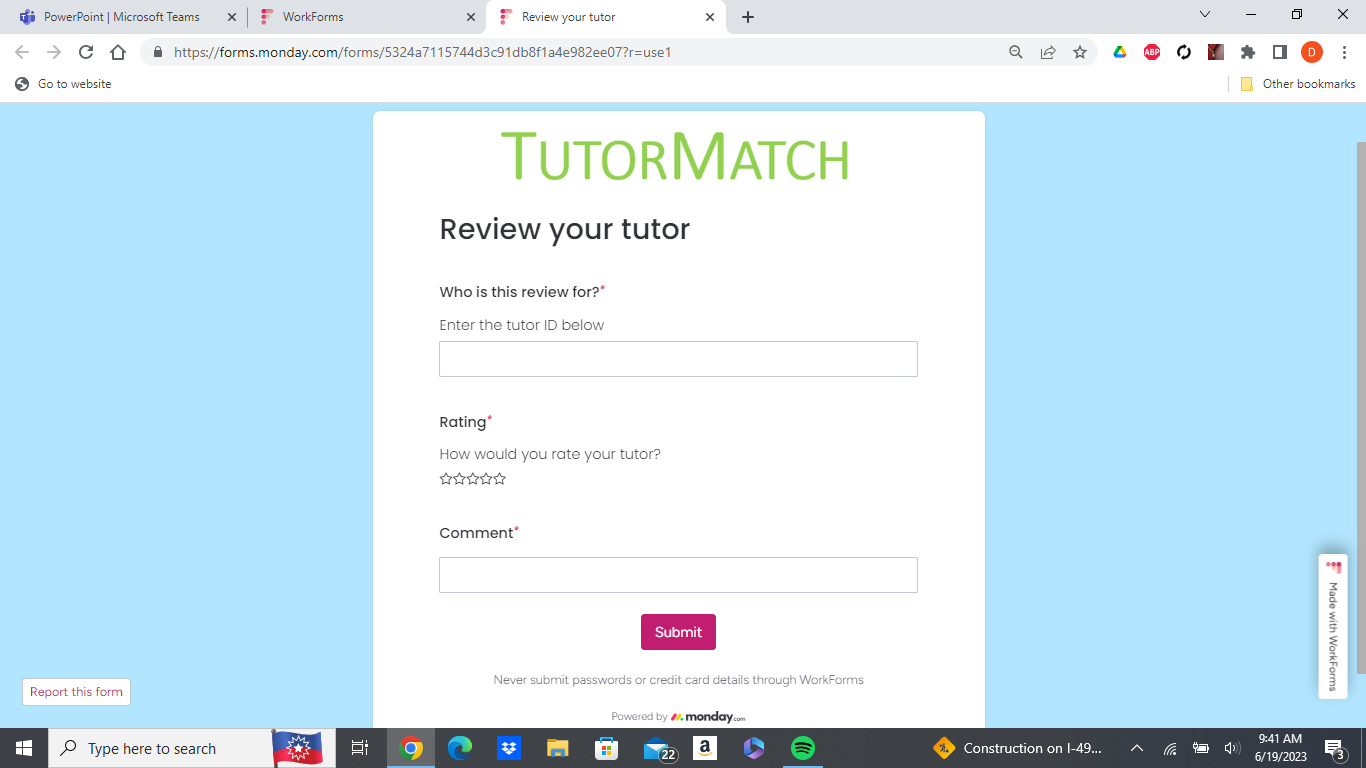 PowerPoint | Microsoft Teams
WorkForms
Review your tutor
https://forms.monday.com/forms/5324a7115744d3c91db8f1a4e982ee07?r=use1
ABP
D
Go to website
Other bookmarks
TUTORMATCH
Review your tutor
Who is this review for?*
Enter the tutor ID below
Rating*
How would you rate your tutor?
Comment*
Submit
Never submit passwords or credit card details through WorkForms
Powered by monday.com
Report this form
Made with WorkForms
Type here to search
22
a
Construction on I-49...
9:41 AM
6/19/2023
3